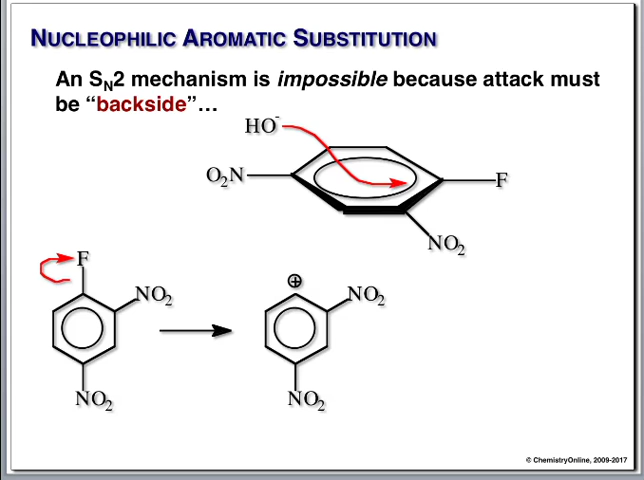 NUCLEOPHILIC AROMATIC SUBSTITUTION
An SN2 mechanism is impossible because attack must
be “backside”…
HO-
O2N
F
NO2
F
NO2
NO2
⊕
NO2
NO2
© ChemistryOnline, 2009-2017